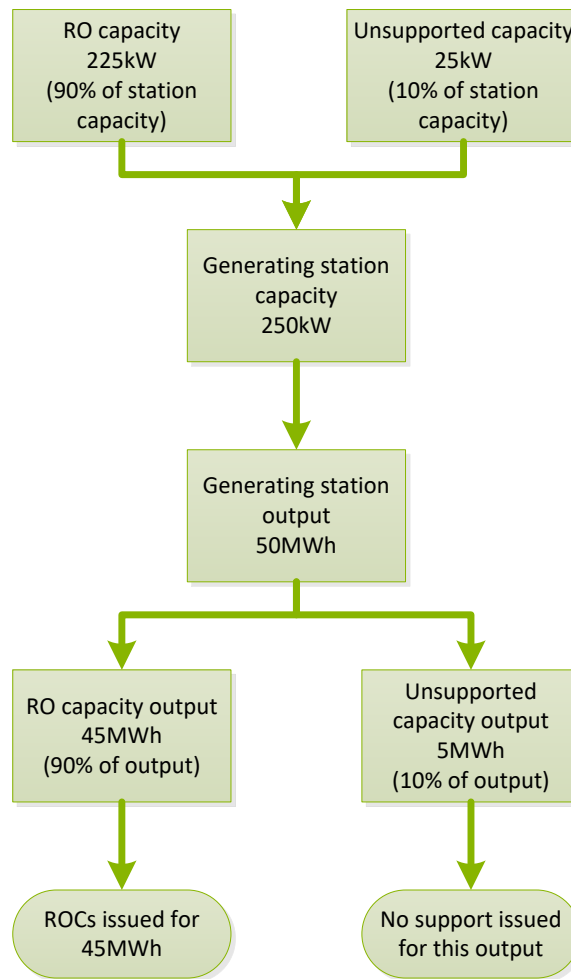 RO capacity
225kW
(90% of station
capacity)
Unsupported capacity
25kW
(10% of station
capacity)
Generating station
capacity
250kW
Generating station
output
50MWh
RO capacity output
45MWh
(90% of output)
Unsupported
capacity output
5MWh
(10% of output)
ROCs issued for
45MWh
No support issued
for this output